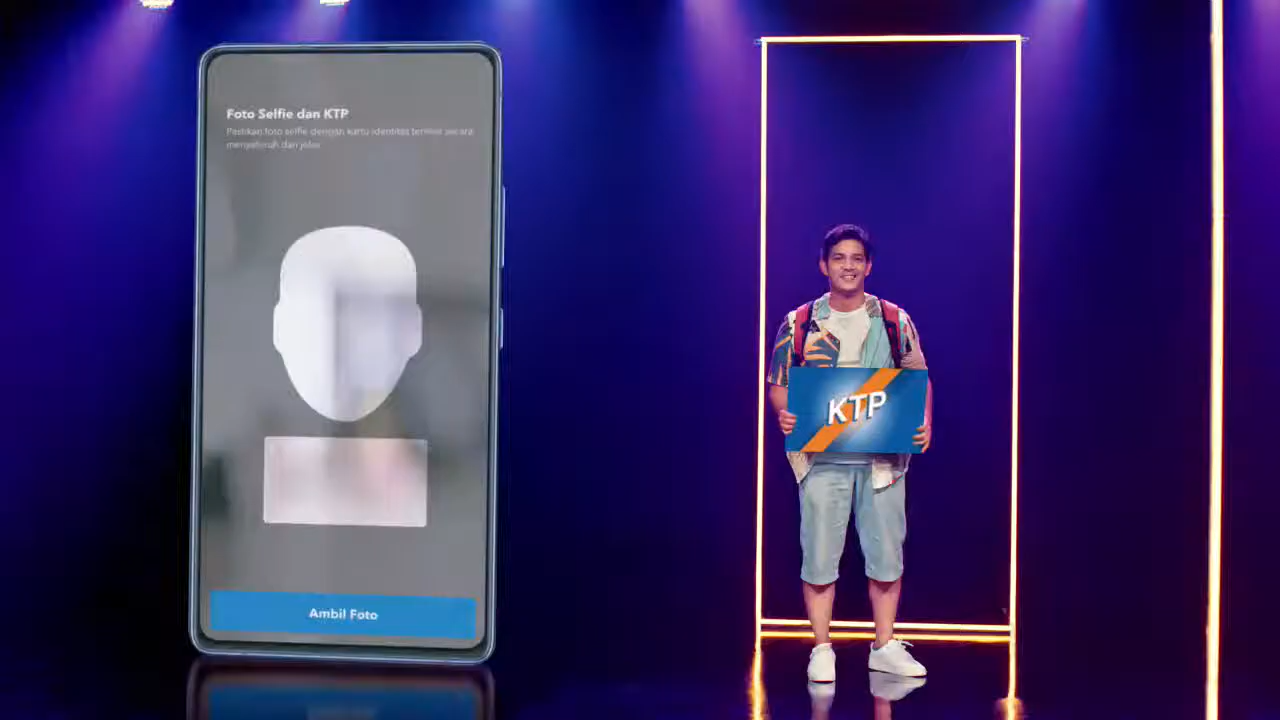 Foto Selfie dan KTP
Pastikan foto selfie dengan kartu identitas terlihat secara
menyeluruh dan jelas
Ambil Foto
KTP